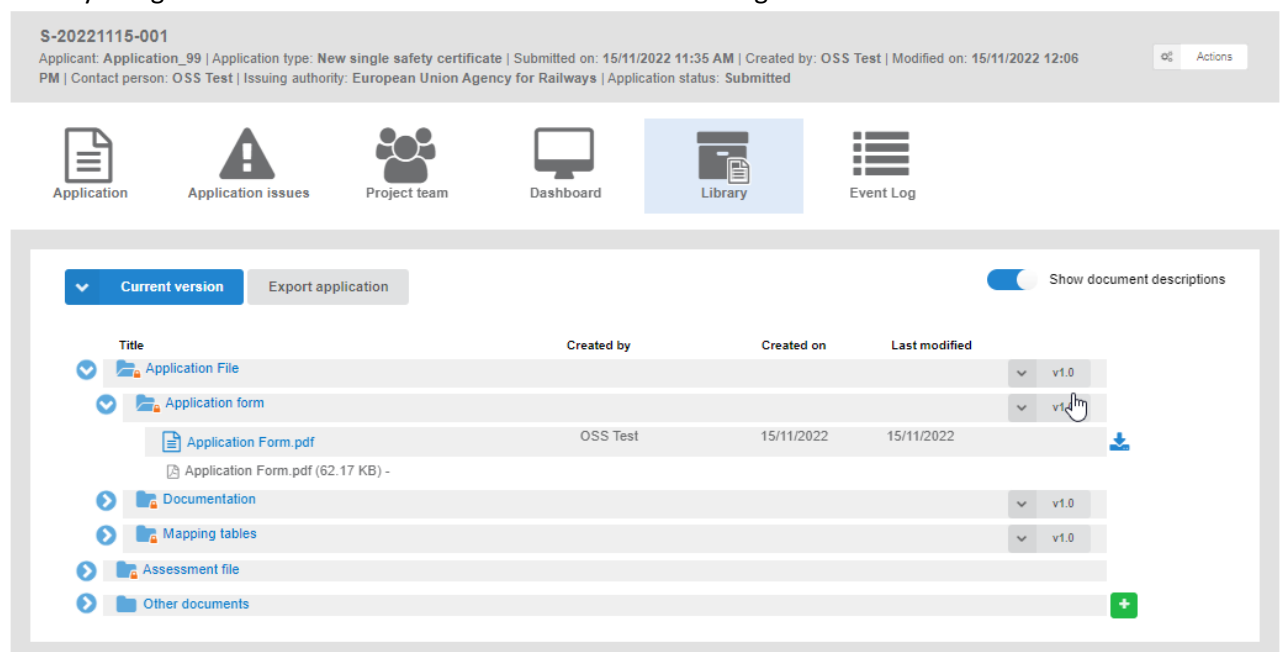 S-20221115-001
Applicant: Application_99 | Application type: New single safety certificate | Submitted on: 15/11/2022 11:35 AM | Created by: OSS Test | Modified on: 15/11/2022 12:06
PM | Contact person: OSS Test | Issuing authority: European Union Agency for Railways | Application status: Submitted
Actions
Application
Application issues
Project team
Dashboard
Library
Event Log
Current version
Export application
Show document descriptions
Title Created by Created on Last modified
Application File v1.0
Application form
Application Form.pdf OSS Test 15/11/2022 15/11/2022
Application Form.pdf (62.17 KB) -
Documentation v1.0
Mapping tables v1.0
Assessment file
Other documents